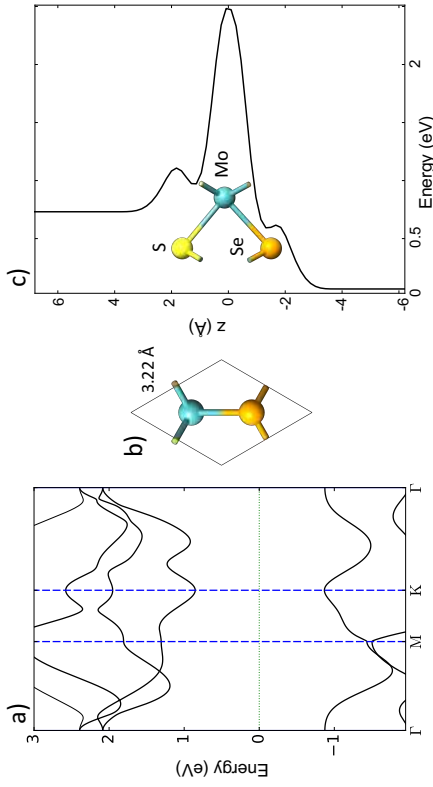 a)
3
2
1
0
−1
Energy (eV)
Γ M K Γ
b)
3.22 Å
c)
6
4
2
0
-2
-4
-6
z (Å)
S
Mo
Se
0 0.5 2
Energy (eV)